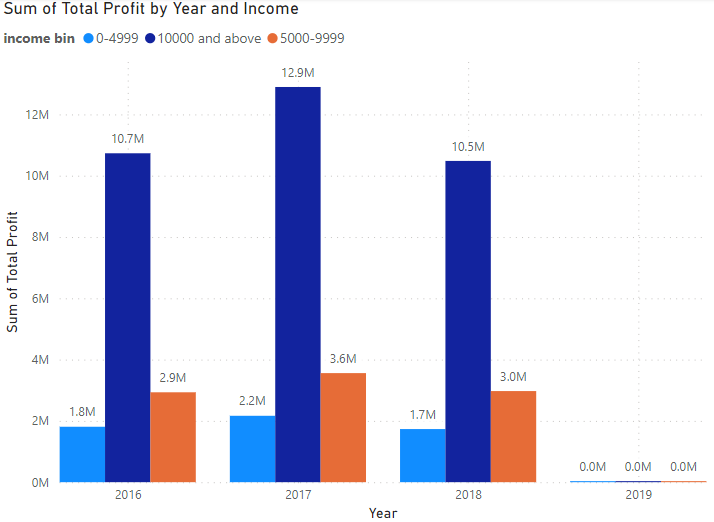 Sum of Total Profit by Year and Income
income bin 0-4999 10000 and above 5000-9999
12.9M
12M
10.7M
10.5M
10M
8M
6M
4M
3.6M
2.9M
3.0M
2.2M
1.8M
1.7M
2M
0.0M 0.0M 0.0M
0M
Sum of Total Profit
2016 2017 2018 2019
Year